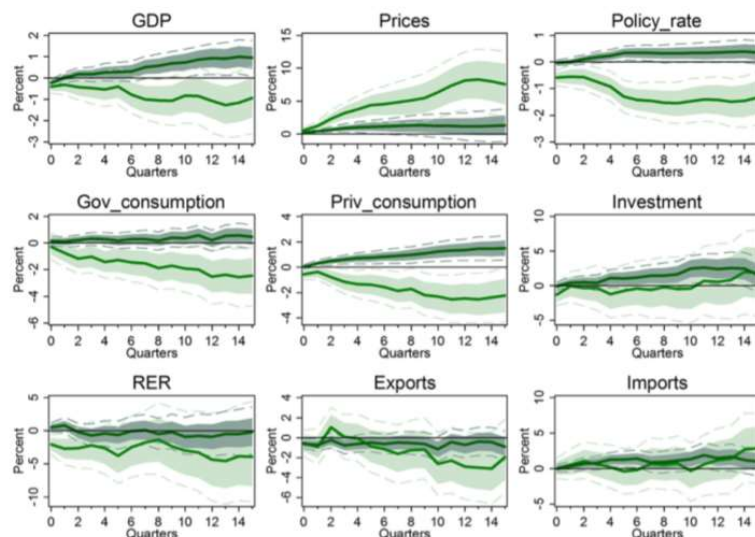 GDP
Prices
Policy_rate
Percent
-3 -2 -1 0 1 2
0 2 4 6 8 10 12 14
Quarters
Percent
0 5 10 15
0 2 4 6 8 10 12 14
Quarters
Percent
-3 -2 -1 0 1
0 2 4 6 8 10 12 14
Quarters
Gov_consumption
Priv_consumption
Investment
Percent
-6 -4 -2 0 2
0 2 4 6 8 10 12 14
Quarters
Percent
-4 -2 0 2 4
0 2 4 6 8 10 12 14
Quarters
Percent
-5 0 5 10
0 2 4 6 8 10 12 14
Quarters
RER
Exports
Imports
Percent
-10 -5 0 5
0 2 4 6 8 10 12 14
Quarters
Percent
-6 -4 -2 0 2 4
0 2 4 6 8 10 12 14
Quarters
Percent
-5 0 5 10
0 2 4 6 8 10 12 14
Quarters